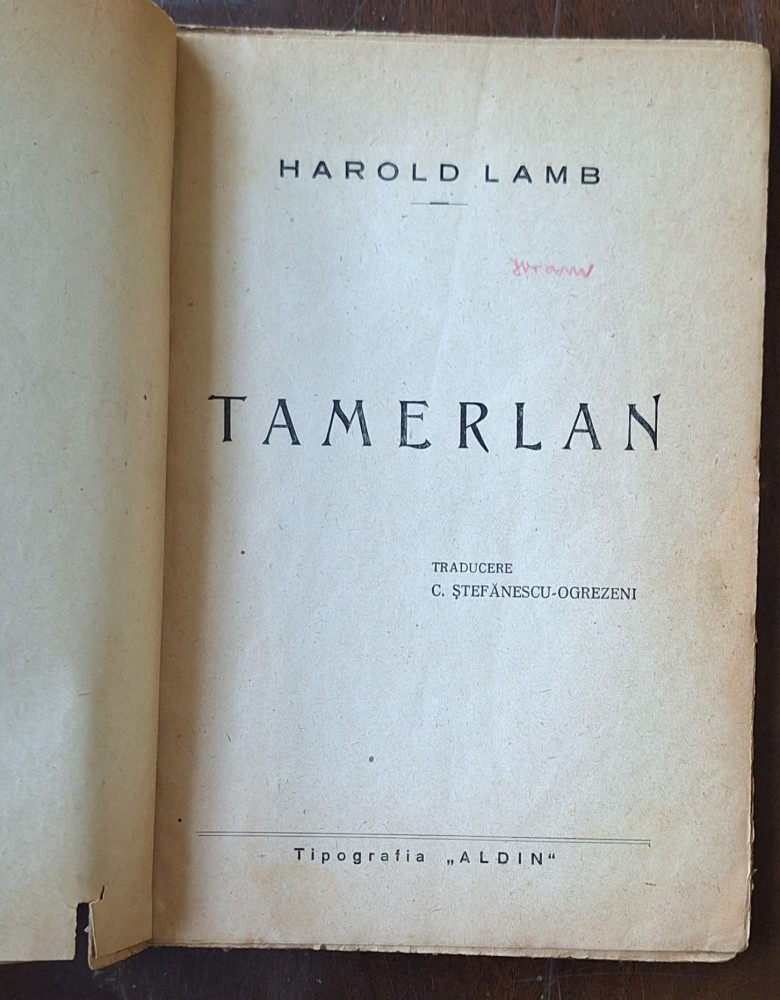 HAROLD LAMB
TAMERLAN
TRADUCERE
C. ŞTEFĂNESCU-OGREZENI
Tipografia „ALDIN“